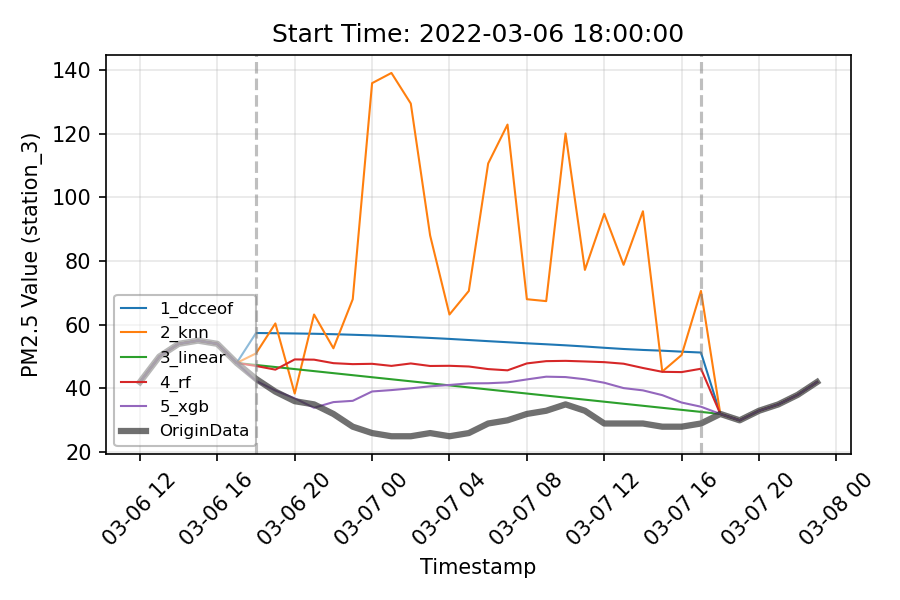 Start Time: 2022-03-06 18:00:00
PM2.5 Value (station_3)
140
120
100
80
60
40
20
1_dcceof
2_knn
3_linear
4_rf
5_xgb
OriginData
03-06 12
03-06 16
03-06 20
03-07 00
03-07 04
03-07 08
03-07 12
03-07 16
03-07 20
03-08 00
Timestamp